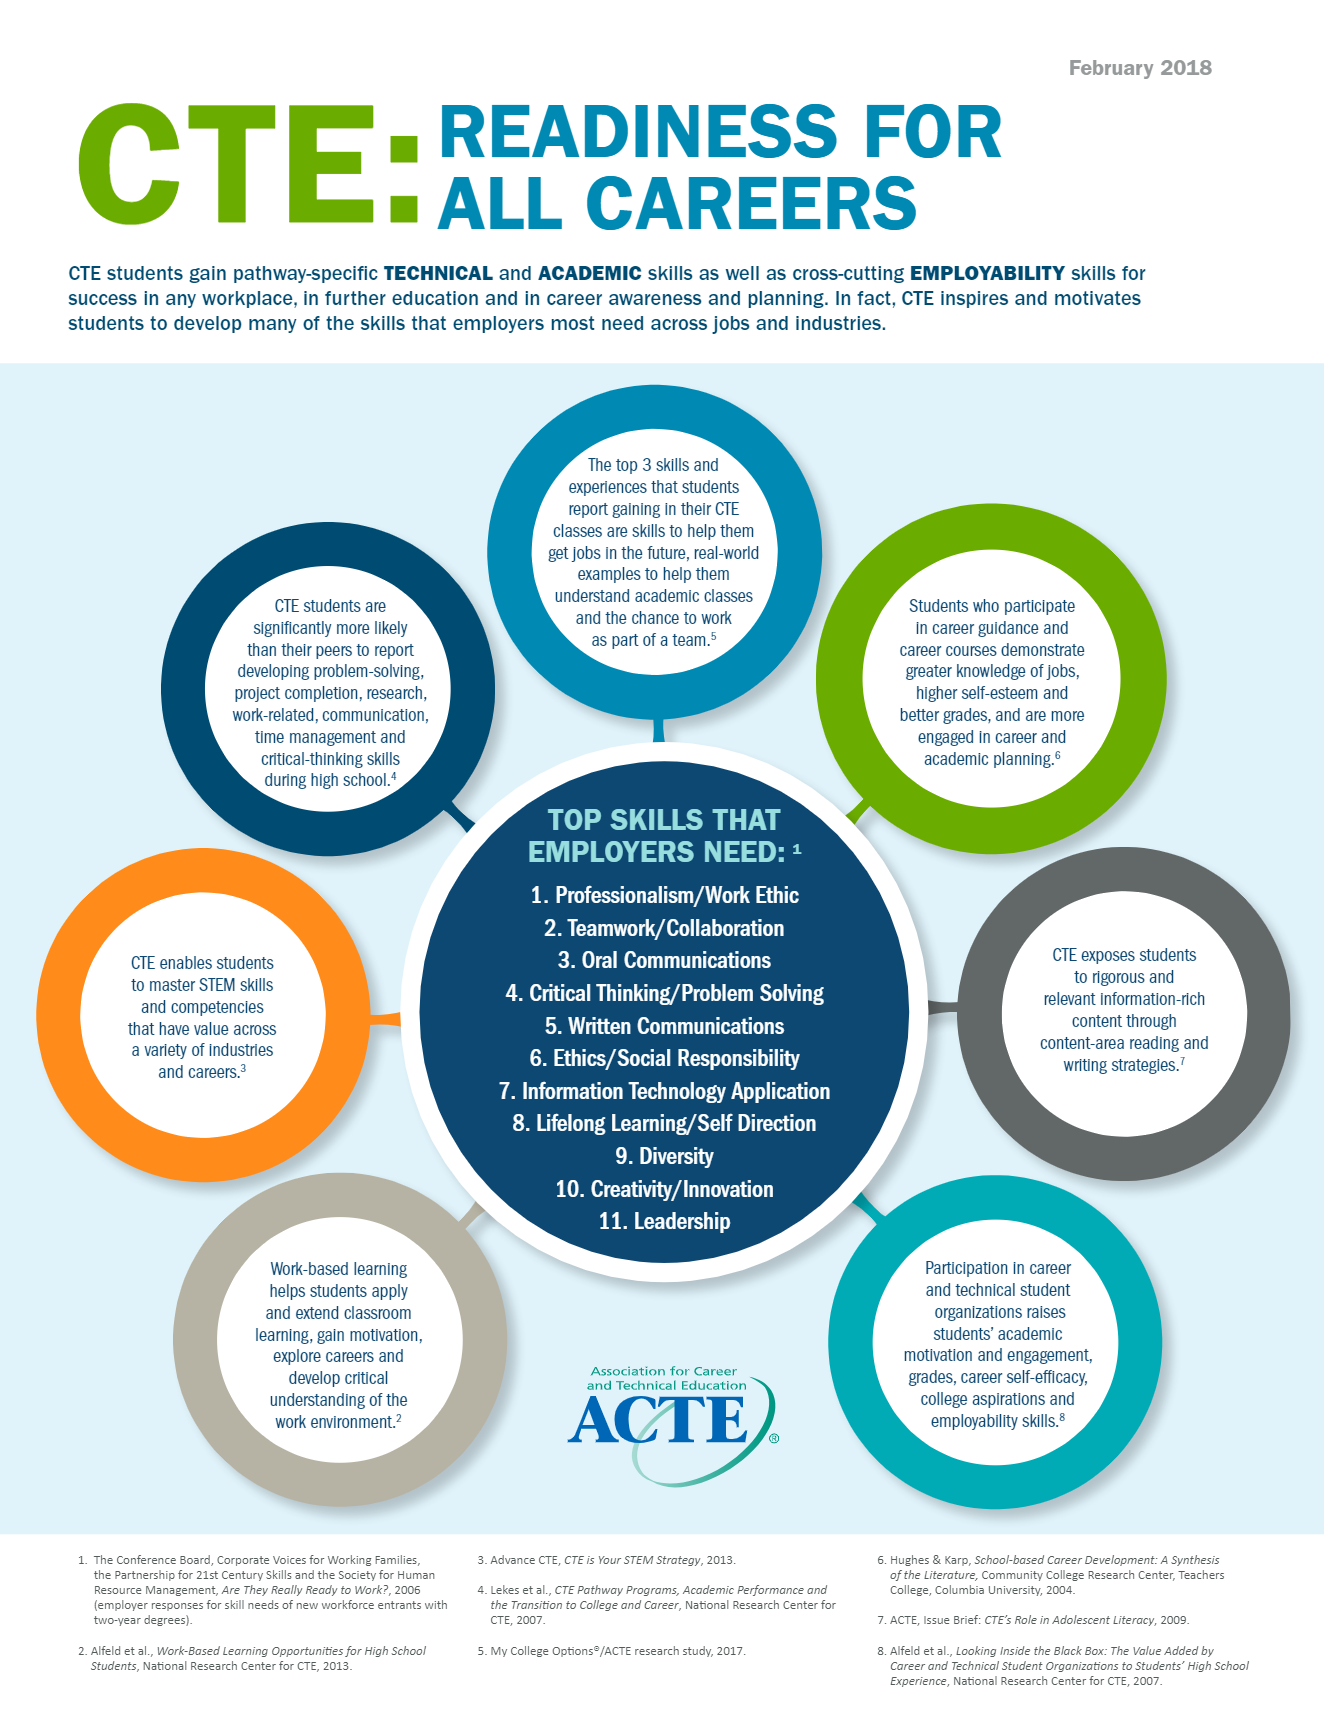 February 2018
CTE: READINESS FOR
ALL CAREERS
CTE students gain pathway-specific TECHNICAL and ACADEMIC skills as well as cross-cutting EMPLOYABILITY skills for
success in any workplace, in further education and in career awareness and planning. In fact, CTE inspires and motivates
students to develop many of the skills that employers most need across jobs and industries.
The top 3 skills and
experiences that students
report gaining in their CTE
classes are skills to help them
get jobs in the future, real-world
examples to help them
understand academic classes
and the chance to work
as part of a team.5
CTE students are
significantly more likely
than their peers to report
developing problem-solving,
project completion, research,
work-related, communication,
time management and
critical-thinking skills
during high school.4
Students who participate
in career guidance and
career courses demonstrate
greater knowledge of jobs,
higher self-esteem and
better grades, and are more
engaged in career and
academic planning.6
TOP SKILLS THAT
EMPLOYERS NEED: 1
1. Professionalism/Work Ethic
2. Teamwork/Collaboration
3. Oral Communications
4. Critical Thinking/Problem Solving
5. Written Communications
6. Ethics/Social Responsibility
7. Information Technology Application
8. Lifelong Learning/Self Direction
9. Diversity
10. Creativity/Innovation
11. Leadership
CTE enables students
to master STEM skills
and competencies
that have value across
a variety of industries
and careers.3
CTE exposes students
to rigorous and
relevant information-rich
content through
content-area reading and
writing strategies.7
Work-based learning
helps students apply
and extend classroom
learning, gain motivation,
explore careers and
develop critical
understanding of the
work environment.2
Participation in career
and technical student
organizations raises
students' academic
motivation and engagement,
grades, career self-efficacy,
college aspirations and
employability skills.8
Association for Career
and Technical Education
ACTE®
1. The Conference Board, Corporate Voices for Working Families,
the Partnership for 21st Century Skills and the Society for Human
Resource Management, Are They Really Ready to Work?, 2006
(employer responses for skill needs of new workforce entrants with
two-year degrees).
2. Alfeld et al., Work-Based Learning Opportunities for High School
Students, National Research Center for CTE, 2013.
3. Advance CTE, CTE is Your STEM Strategy, 2013.
4. Lekes et al., CTE Pathway Programs, Academic Performance and
the Transition to College and Career, National Research Center for
CTE, 2007.
5. My College Options®/ACTE research study, 2017.
6. Hughes & Karp, School-based Career Development: A Synthesis
of the Literature, Community College Research Center, Teachers
College, Columbia University, 2004.
7. ACTE, Issue Brief: CTE's Role in Adolescent Literacy, 2009.
8. Alfeld et al., Looking Inside the Black Box: The Value Added by
Career and Technical Student Organizations to Students' High School
Experience, National Research Center for CTE, 2007.